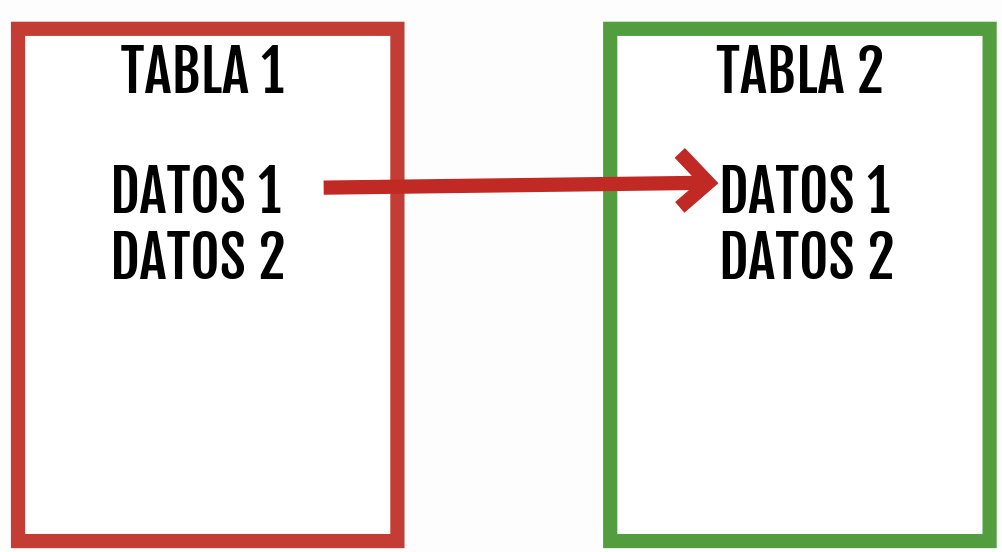 TABLA 1
DATOS 1
DATOS 2
TABLA 2
DATOS 1
DATOS 2